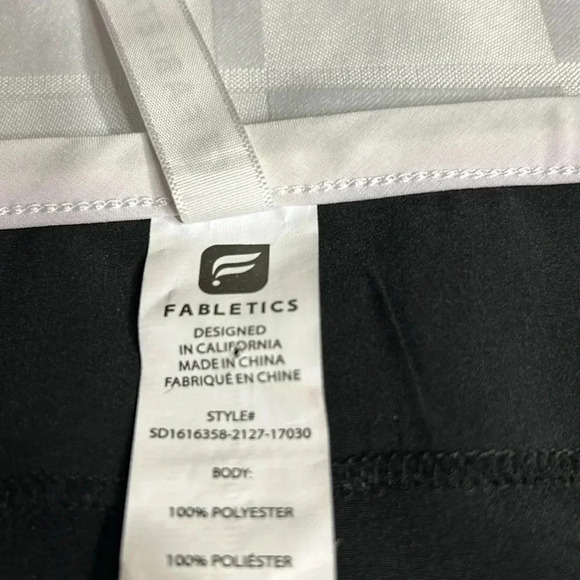 FABLETICS
DESIGNED
IN CALIFORNIA
MADE IN CHINA
FABRIQUÉ EN CHINE
STYLE#
SD1616358-2127-17030
BODY:
100% POLYESTER
100% POLIÉSTER